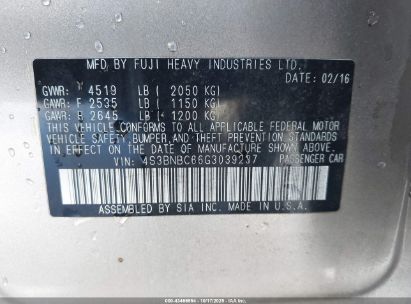 MFD. BY FUJI HEAVY INDUSTRIES LTD.
DATE: 02/16
GVWR: 4519 LB ( 2050 KG)
GAWR: F 2535 LB ( 1150 KG)
GAWR: R 2645 LB ( 1200 KG)
THIS VEHICLE CONFORMS TO ALL APPLICABLE FEDERAL MOTOR
VEHICLE SAFETY, BUMPER, AND THEFT PREVENTION STANDARDS
IN EFFECT ON THE DATE OF MANUFACTURE SHOWN ABOVE.
VIN: 4S3BNBC66G3039237 PASSENGER CAR
ASSEMBLED BY SIA INC. MADE IN U.S.A.